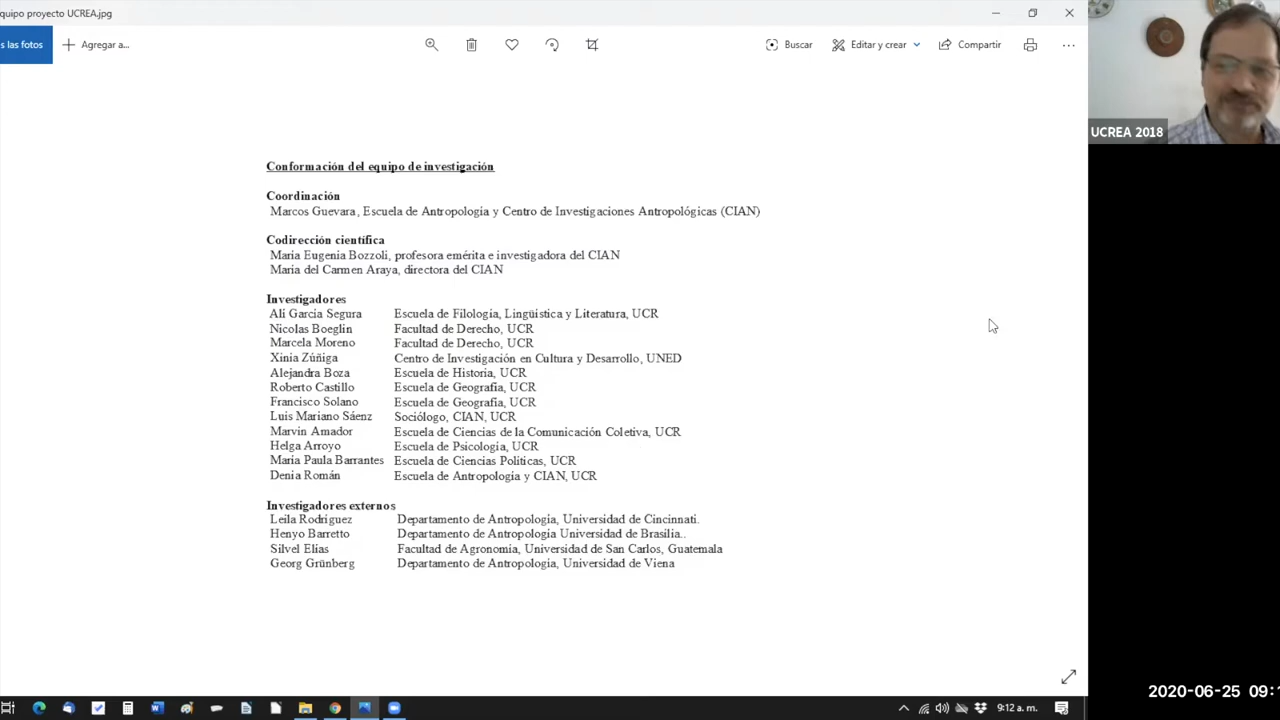 equipo proyecto UCREA.jpg
s las fotos
Agregar a...
Buscar
Editar y crear
Compartir
UCREA 2018
Conformación del equipo de investigación
Coordinación
Marcos Guevara, Escuela de Antropología y Centro de Investigaciones Antropológicas (CIAN)
Codirección científica
María Eugenia Bozzoli, profesora emérita e investigadora del CIAN
Maria del Carmen Araya, directora del CIAN
Investigadores
Alí García Segura Escuela de Filología, Lingüística y Literatura, UCR
Nicolas Boeglin Facultad de Derecho, UCR
Marcela Moreno Facultad de Derecho, UCR
Xinia Zúñiga Centro de Investigación en Cultura y Desarrollo, UNED
Alejandra Boza Escuela de Historia, UCR
Roberto Castillo Escuela de Geografía, UCR
Francisco Solano Escuela de Geografía, UCR
Luis Mariano Sáenz Sociólogo, CIAN, UCR
Marvin Amador Escuela de Ciencias de la Comunicación Coletiva, UCR
Helga Arroyo Escuela de Psicología, UCR
María Paula Barrantes Escuela de Ciencias Políticas, UCR
Denia Román Escuela de Antropología y CIAN, UCR
Investigadores externos
Leila Rodríguez Departamento de Antropología, Universidad de Cincinnati.
Henyo Barretto Departamento de Antropología Universidad de Brasilia..
Silvel Elías Facultad de Agronomía, Universidad de San Carlos, Guatemala
Georg Grünberg Departamento de Antropología, Universidad de Viena
2020-06-25 09:
9:12 a. m.